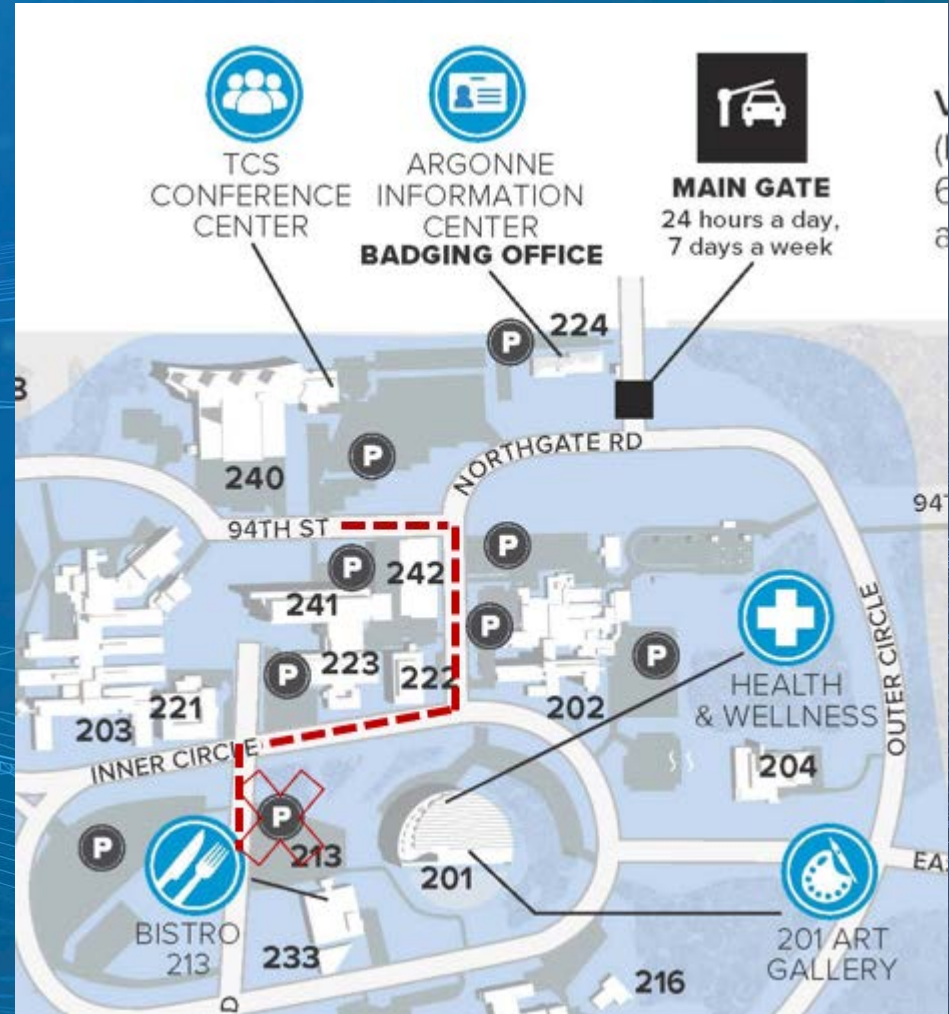 TCS
CONFERENCE
CENTER
ARGONNE
INFORMATION
CENTER
BADGING OFFICE
MAIN GATE
24 hours a day,
7 days a week
P
224
NORTHGATE RD
P
240
94TH ST
P
P
242
241
P
P
P
223
222
202
HEALTH
& WELLNESS
OUTER CIRCLE
203
221
INNER CIRCLE
204
P
P
213
201
BISTRO
213
233
201 ART
GALLERY
216